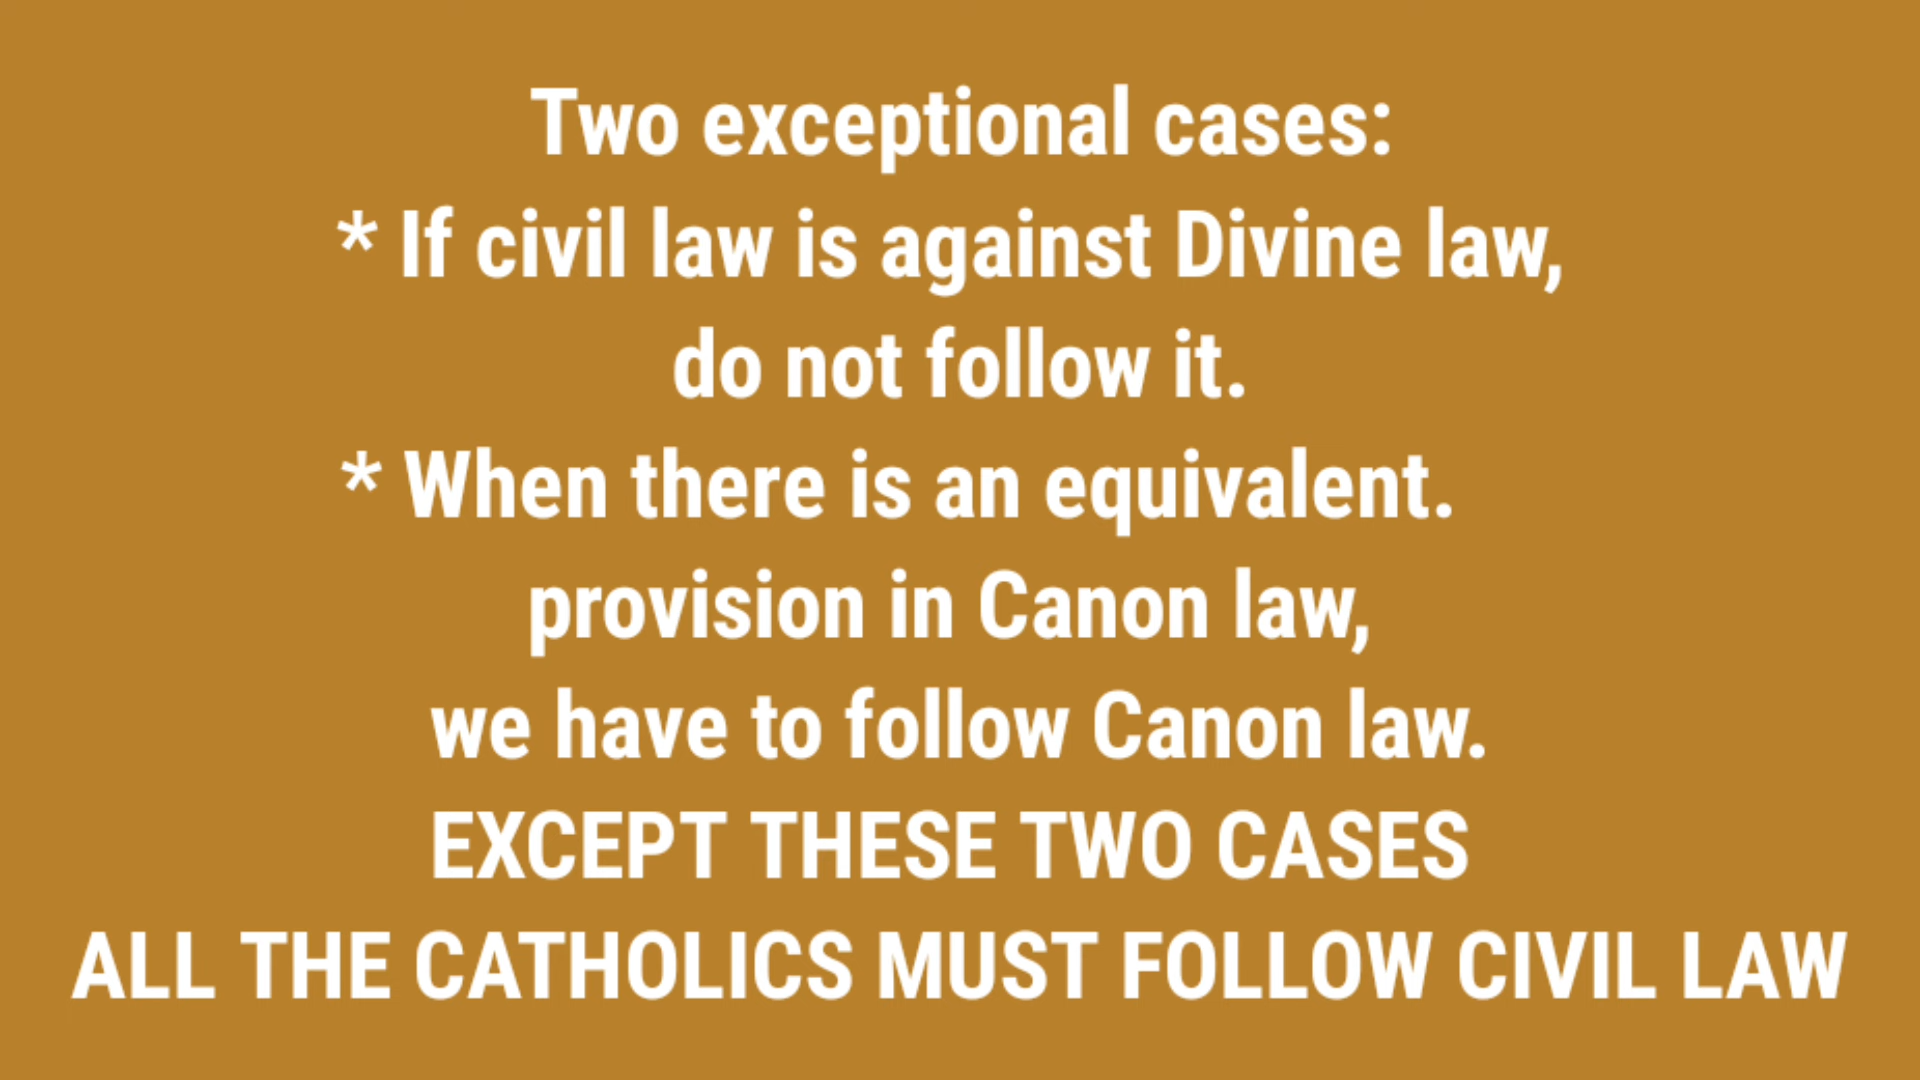 Two exceptional cases:
* If civil law is against Divine law,
do not follow it.
* When there is an equivalent.
provision in Canon law,
we have to follow Canon law.
EXCEPT THESE TWO CASES
ALL THE CATHOLICS MUST FOLLOW CIVIL LAW